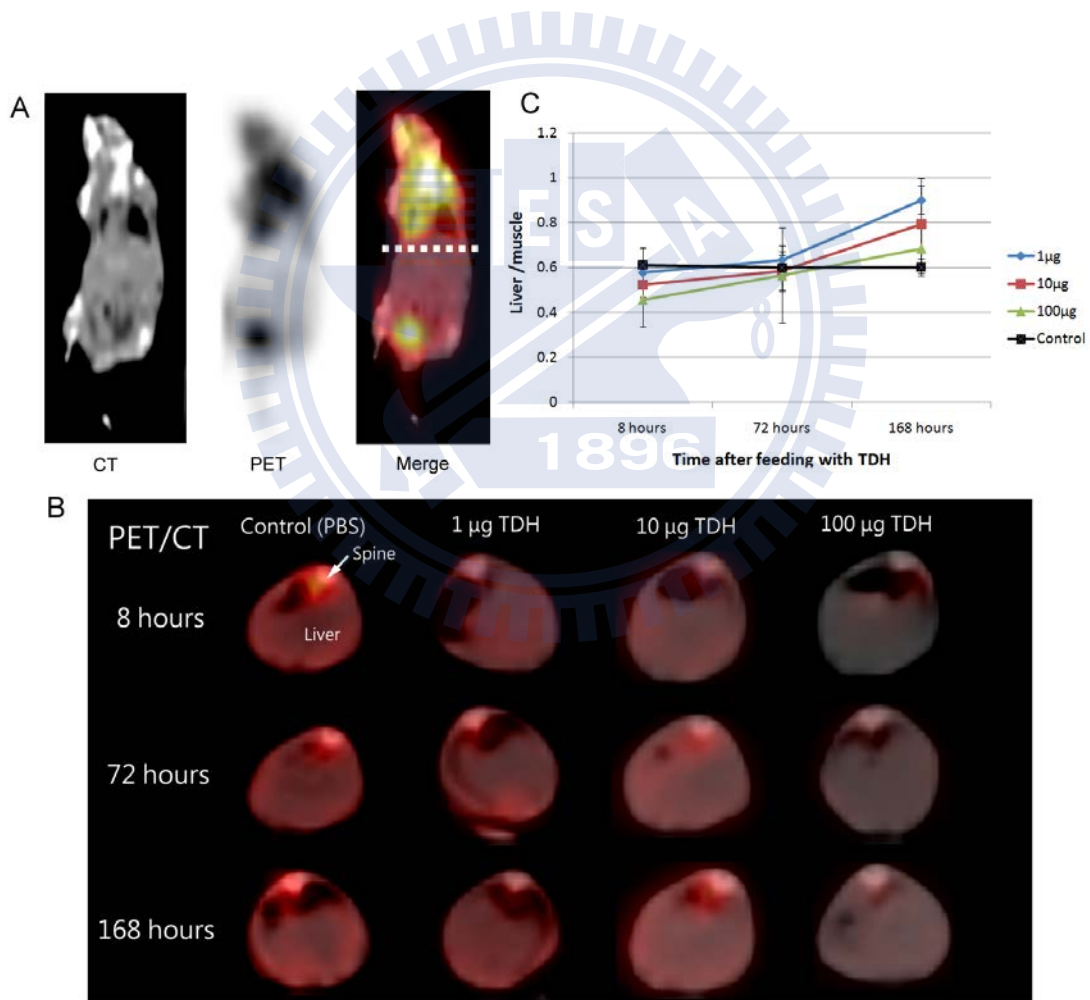 A
CT
PET
Merge
C
1.2
1
0.8
0.6
0.4
0.2
0
Liver /muscle
8 hours
72 hours
168 hours
Time after feeding with TDH
1µg
10µg
100µg
Control
ES A
8
1896
B
PET/CT
Control (PBS)
1 µg TDH
10 µg TDH
100 µg TDH
Spine
Liver
8 hours
72 hours
168 hours